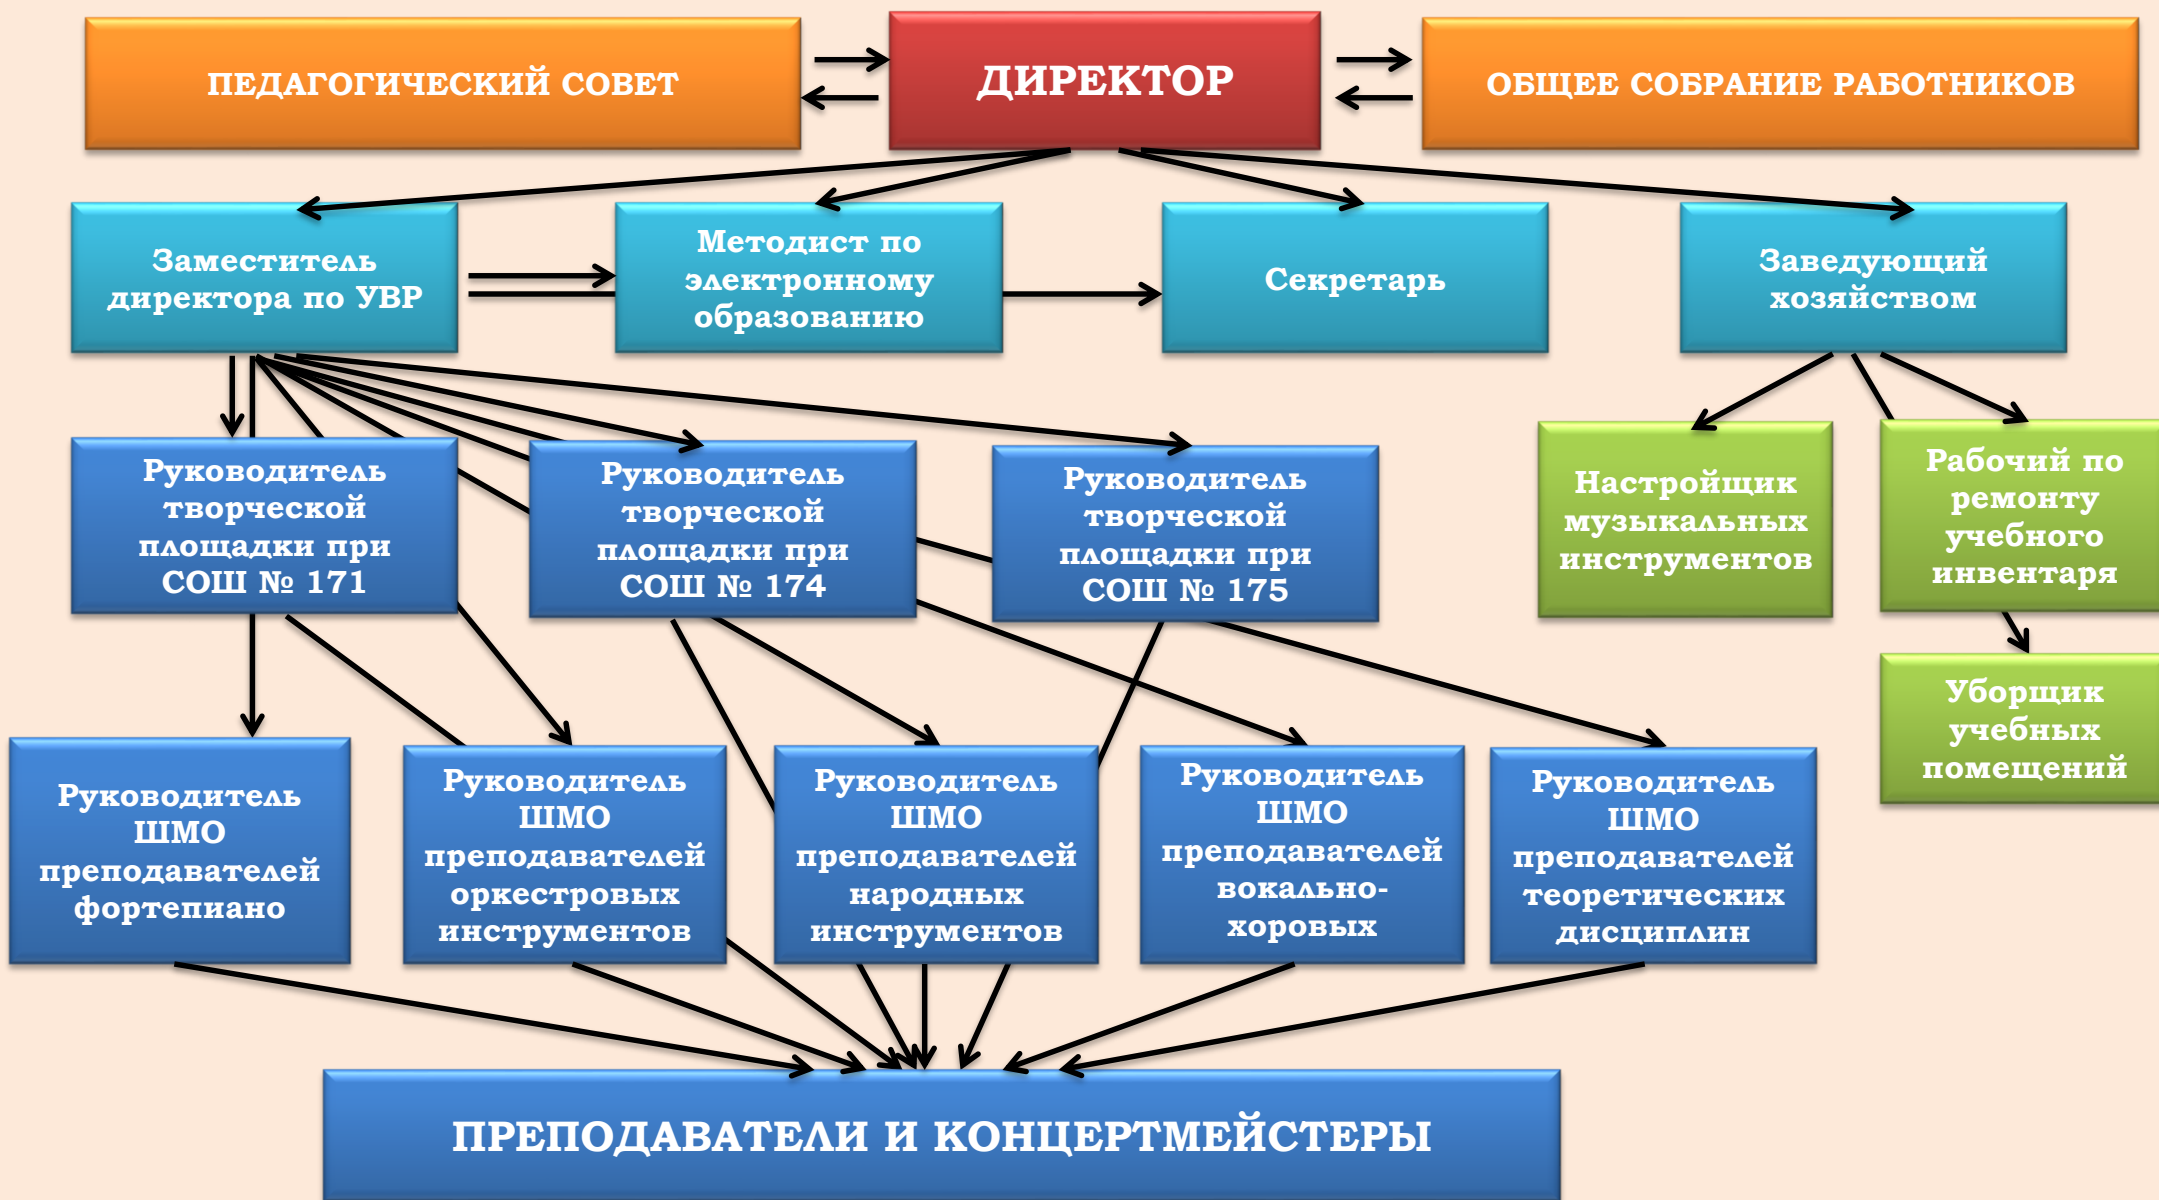 ПЕДАГОГИЧЕСКИЙ СОВЕТ
ДИРЕКТОР
ОБЩЕЕ СОБРАНИЕ РАБОТНИКОВ
Заместитель
директора по УВР
Методист по
электронному
образованию
Секретарь
Заведующий
хозяйством
Руководитель
творческой
площадки при
СОШ № 171
Руководитель
творческой
площадки при
СОШ № 174
Руководитель
творческой
площадки при
СОШ № 175
Настройщик
музыкальных
инструментов
Рабочий по
ремонту
учебного
инвентаря
Уборщик
учебных
помещений
Руководитель
ШМО
преподавателей
фортепиано
Руководитель
ШМО
преподавателей
оркестровых
инструментов
Руководитель
ШМО
преподавателей
народных
инструментов
Руководитель
ШМО
преподавателей
вокально-
хоровых
Руководитель
ШМО
преподавателей
теоретических
дисциплин
ПРЕПОДАВАТЕЛИ И КОНЦЕРТМЕЙСТЕРЫ